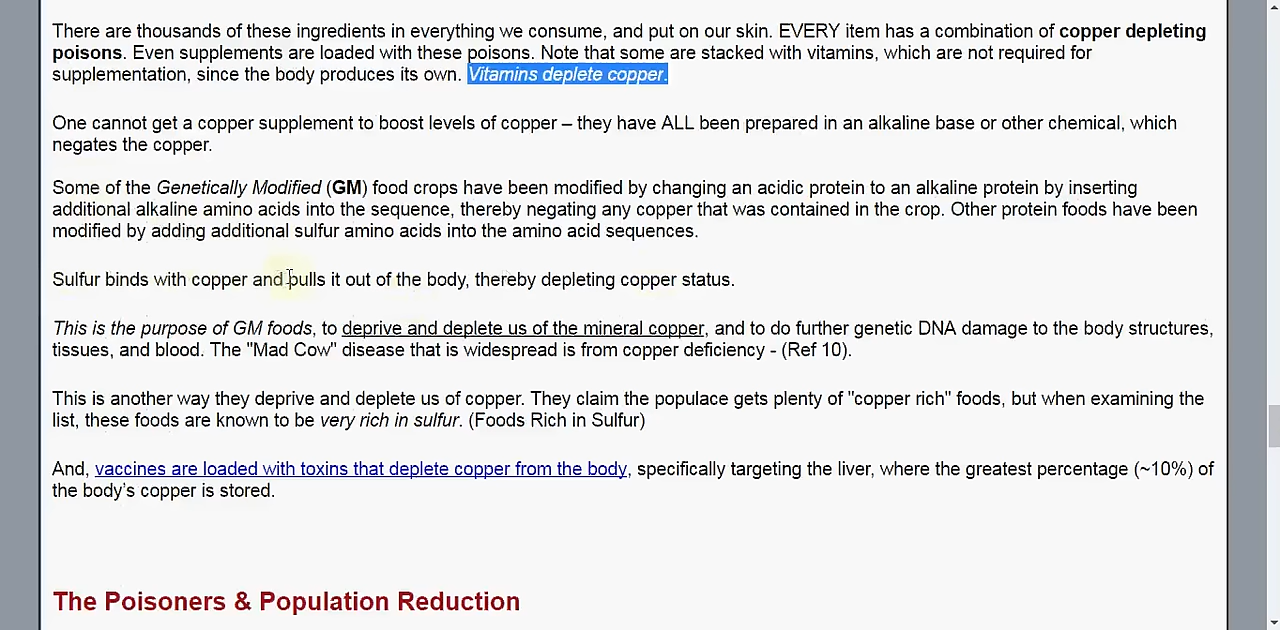 There are thousands of these ingredients in everything we consume, and put on our skin. EVERY item has a combination of copper depleting
poisons. Even supplements are loaded with these poisons. Note that some are stacked with vitamins, which are not required for
supplementation, since the body produces its own. Vitamins deplete copper.
One cannot get a copper supplement to boost levels of copper – they have ALL been prepared in an alkaline base or other chemical, which
negates the copper.
Some of the Genetically Modified (GM) food crops have been modified by changing an acidic protein to an alkaline protein by inserting
additional alkaline amino acids into the sequence, thereby negating any copper that was contained in the crop. Other protein foods have been
modified by adding additional sulfur amino acids into the amino acid sequences.
Sulfur binds with copper and pulls it out of the body, thereby depleting copper status.
This is the purpose of GM foods, to deprive and deplete us of the mineral copper, and to do further genetic DNA damage to the body structures,
tissues, and blood. The "Mad Cow" disease that is widespread is from copper deficiency - (Ref 10).
This is another way they deprive and deplete us of copper. They claim the populace gets plenty of "copper rich" foods, but when examining the
list, these foods are known to be very rich in sulfur. (Foods Rich in Sulfur)
And, vaccines are loaded with toxins that deplete copper from the body, specifically targeting the liver, where the greatest percentage (~10%) of
the body's copper is stored.
The Poisoners & Population Reduction